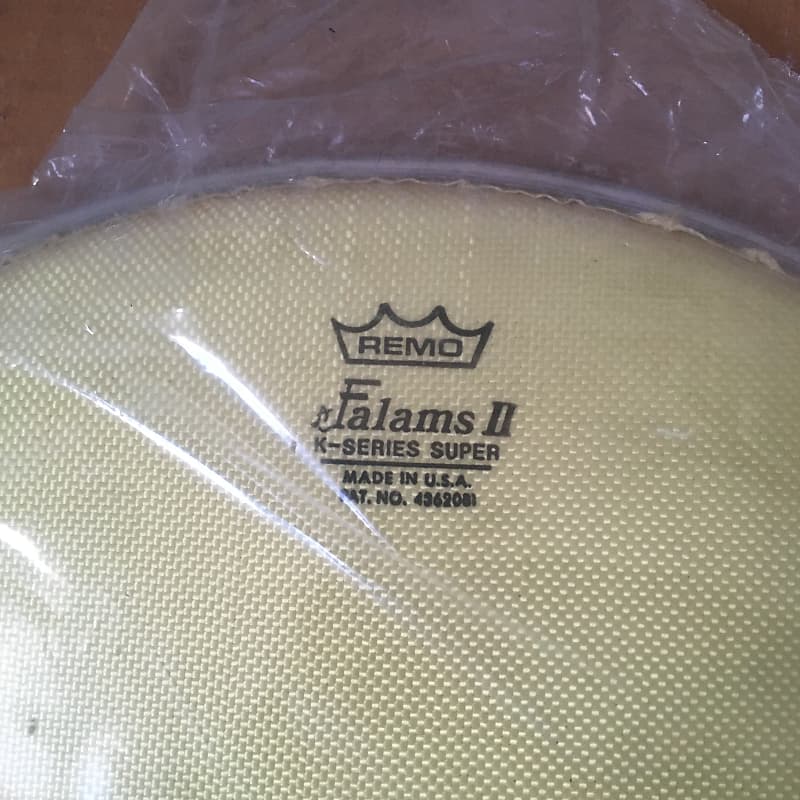 REMO
Falams II
K-SERIES SUPER
MADE IN U.S.A.
PAT. NO. 4362081